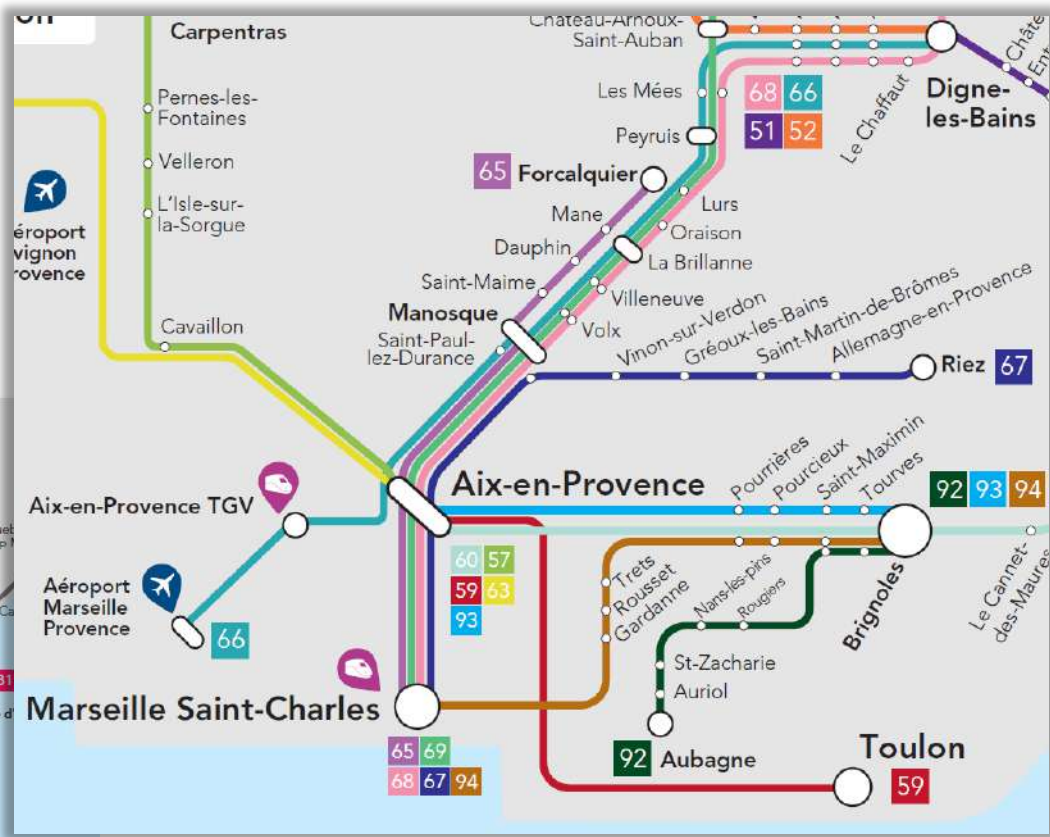 Carpentras
Pernes-les-
Fontaines
Velleron
L'Isle-sur-
la-Sorgue
Cavaillon
Château-Arnoux-
Saint-Auban
Les Mées
Peyruis
68 66
51 52
Le Chaffaut
Digne-
les-Bains
65 Forcalquier
Mane
Dauphin
Saint-Maime
Manosque
Saint-Paul-
lez-Durance
Lurs
Oraison
La Brillanne
Villeneuve
Volx
Vinon-sur-Verdon
Gréoux-les-Bains
Saint-Martin-de-Brômes
Allemagne-en-Provence
Riez 67
Aix-en-Provence TGV
Aéroport
Marseille
Provence
66
Aix-en-Provence
60 57
59 63
93
Pourrières
Pourcieux
Saint-Maximin
Tourves
92 93 94
Brignoles
Le Cannet-
des-Maures
Trets
Rousset
Gardanne
Nans-les-pins
Rougiers
St-Zacharie
Auriol
92 Aubagne
Marseille Saint-Charles
65 69
68 67 94
Toulon
59